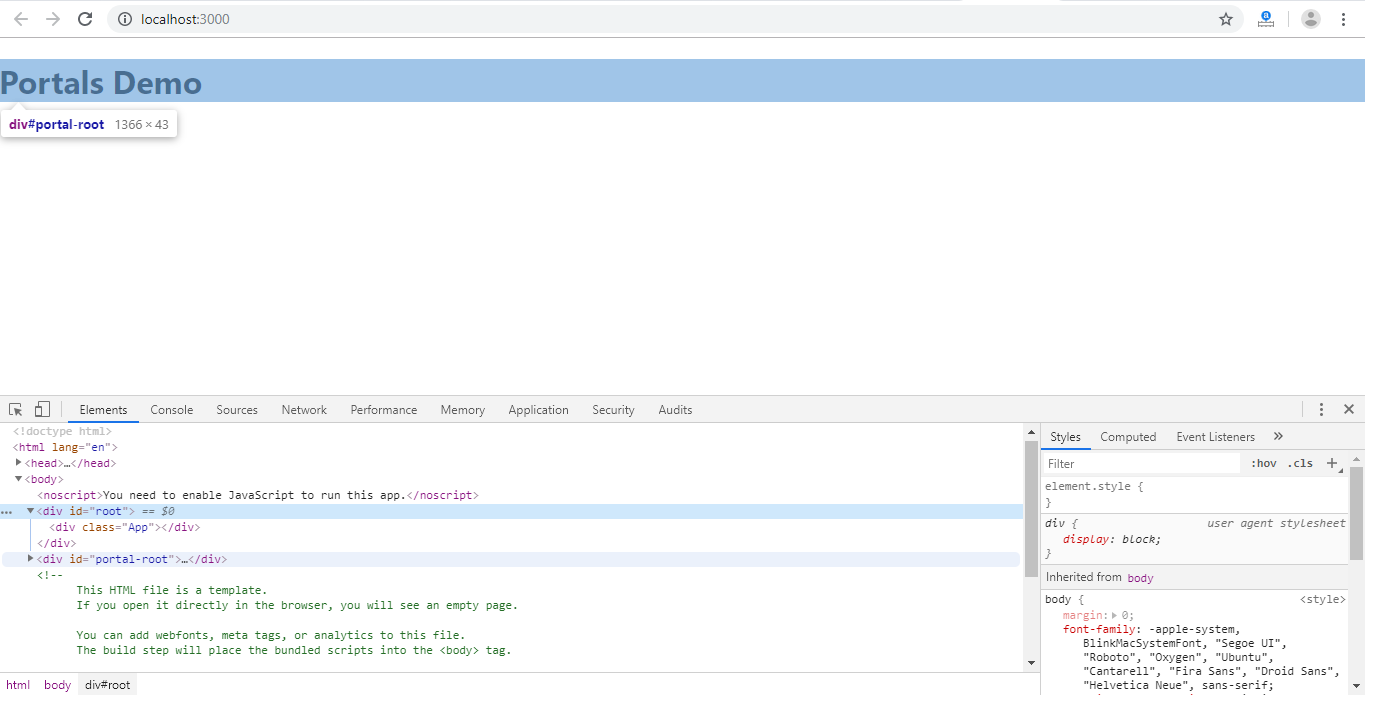 localhost:3000
Portals Demo
div#portal-root 1366 × 43
Elements Console Sources Network Performance Memory Application Security Audits
<!doctype html>
<html lang="en">
<head>…</head>
<body>
<noscript>You need to enable JavaScript to run this app.</noscript>
<div id="root"> == $0
<div class="App"></div>
</div>
<div id="portal-root">…</div>
<!--
This HTML file is a template.
If you open it directly in the browser, you will see an empty page.
You can add webfonts, meta tags, or analytics to this file.
The build step will place the bundled scripts into the <body> tag.
html body div#root
Styles Computed Event Listeners »
Filter :hov .cls +
element.style {
}
div { user agent stylesheet
display: block;
}
Inherited from body
body { <style>
margin: 0;
font-family: -apple-system,
BlinkMacSystemFont, "Segoe UI",
"Roboto", "Oxygen", "Ubuntu",
"Cantarell", "Fira Sans", "Droid Sans",
"Helvetica Neue", sans-serif;